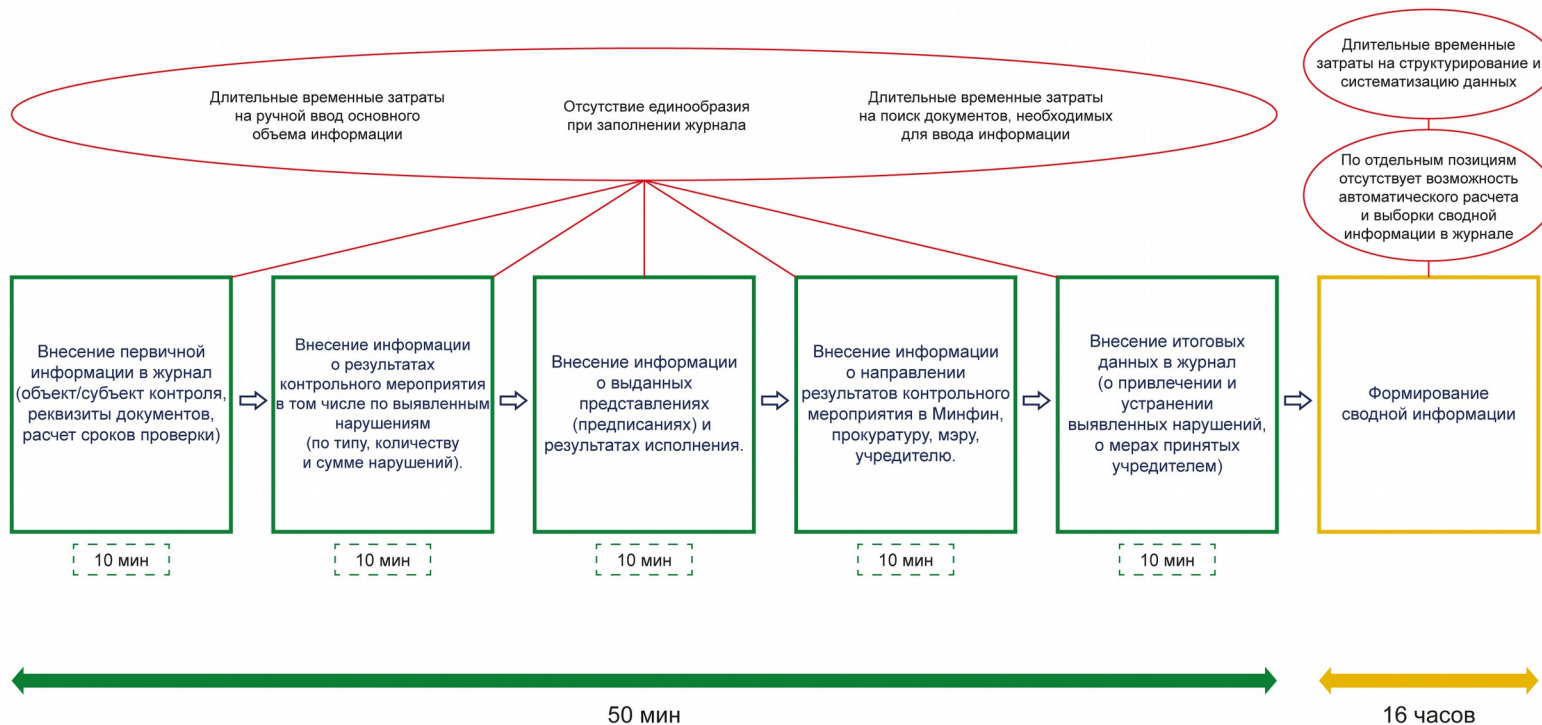 Длительные временные затраты
на ручной ввод основного
объема информации
Отсутствие единообразия
при заполнении журнала
Длительные временные затраты
на поиск документов, необходимых
для ввода информации
Длительные временные
затраты на структурирование и
систематизацию данных
По отдельным позициям
отсутствует возможность
автоматического расчета
и выборки сводной
информации в журнале
Внесение первичной
информации в журнал
(объект/субъект контроля,
реквизиты документов,
расчет сроков проверки)
Внесение информации
о результатах
контрольного мероприятия
в том числе по выявленным
нарушениям
(по типу, количеству
и сумме нарушений).
Внесение информации
о выданных
представлениях
(предписаниях) и
результатах исполнения.
Внесение информации
о направлении
результатов контрольного
мероприятия в Минфин,
прокуратуру, мэру,
учредителю.
Внесение итоговых
данных в журнал
(о привлечении и
устранении
выявленных нарушений,
о мерах принятых
учредителем)
Формирование
сводной информации
10 мин
10 мин
10 мин
10 мин
10 мин
50 мин
16 часов